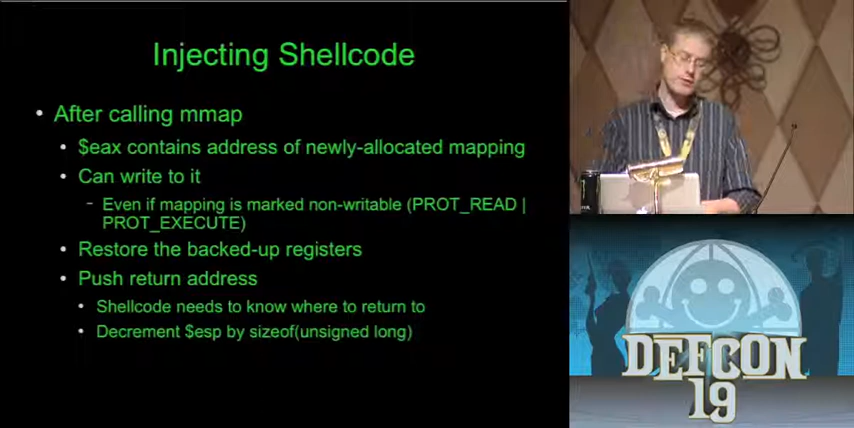 Injecting Shellcode
After calling mmap
$eax contains address of newly-allocated mapping
Can write to it
Even if mapping is marked non-writable (PROT_READ |
PROT_EXECUTE)
Restore the backed-up registers
Push return address
Shellcode needs to know where to return to
Decrement $esp by sizeof(unsigned long)
DEFCON
19